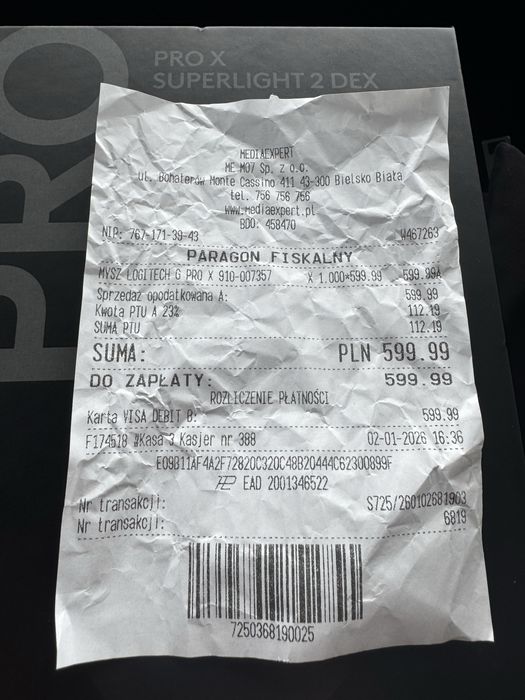 PRO
PRO X
SUPERLIGHT 2 DEX
MEDIAEXPERT
ME M07 Sp. z o.o.
ul. Bohaterów Monte Cassino 411 43-300 Bielsko Biała
tel. 756 756 756
www.mediaexpert.pl
BDO: 458470
NIP: 767-171-39-43 W467263
PARAGON FISKALNY
MYSZ LOGITECH G PRO X 910-007357 X 1.000×599.99 599.99A
Sprzedaż opodatkowana A: 599.99
Kwota PTU A 23% 112.19
SUMA PTU 112.19
SUMA: PLN 599.99
DO ZAPŁATY: 599.99
ROZLICZENIE PŁATNOŚCI
Karta VISA DEBIT B: 599.99
F174518 #Kasa 3 Kasjer nr 388 02-01-2026 16:36
E09B11AF4A2F72820C320C48B20444C62300899F
EAD 2001346522
Nr transakcji: S725/260102681903
Nr transakcji: 6819
7250368190025